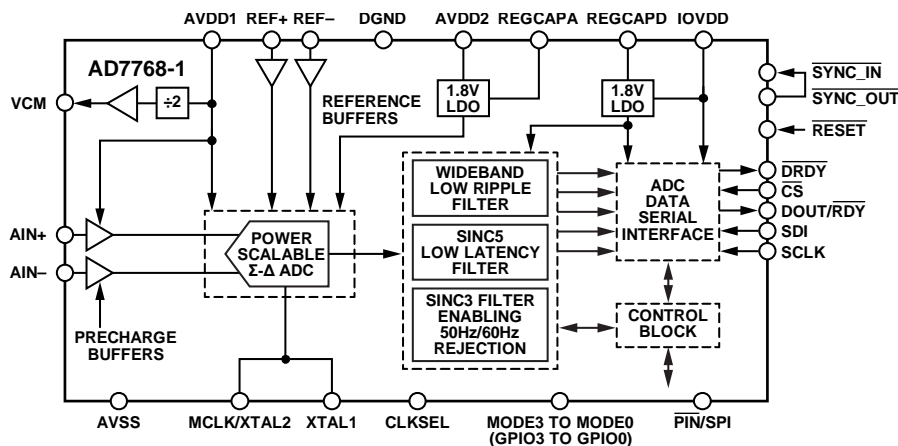 AVDD1 REF+ REF– DGND AVDD2 REGCAPA REGCAPD IOVDD
AD7768-1
VCM
÷2
REFERENCE
BUFFERS
1.8V
LDO
1.8V
LDO
SYNC_IN
SYNC_OUT
RESET
DRDY
CS
DOUT/RDY
SDI
SCLK
WIDEBAND
LOW RIPPLE
FILTER
SINC5
LOW LATENCY
FILTER
SINC3 FILTER
ENABLING
50Hz/60Hz
REJECTION
ADC
DATA
SERIAL
INTERFACE
CONTROL
BLOCK
AIN+
AIN–
POWER
SCALABLE
Σ-Δ ADC
PRECHARGE
BUFFERS
AVSS MCLK/XTAL2 XTAL1 CLKSEL MODE3 TO MODE0 PIN/SPI
(GPIO3 TO GPIO0)